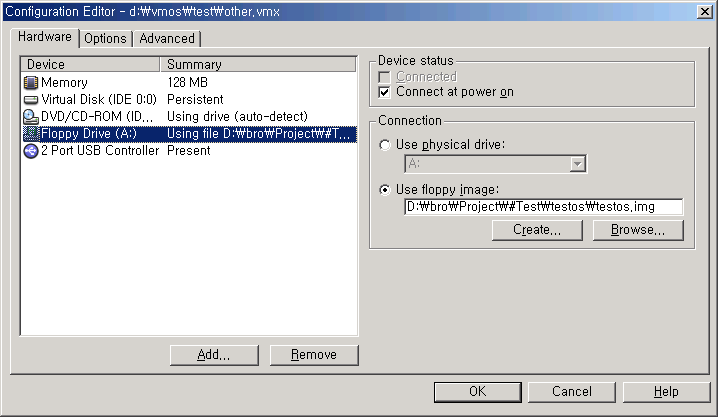 Configuration Editor - d:₩vmos₩test₩other.vmx
Hardware Options Advanced
Device Summary
Memory 128 MB
Virtual Disk (IDE 0:0) Persistent
DVD/CD-ROM (ID... Using drive (auto-detect)
Floppy Drive (A:) Using file D:₩bro₩Project₩#T...
2 Port USB Controller Present
Add...
Remove
Device status
Connected
Connect at power on
Connection
Use physical drive:
A:
Use floppy image:
D:₩bro₩Project₩#Test₩testos₩testos.img
Create...
Browse...
OK
Cancel
Help